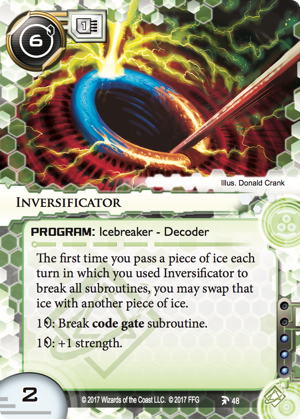 6
1
Illus. Donald Crank
INVERSIFICATOR
PROGRAM: Icebreaker - Decoder
The first time you pass a piece of ice each
turn in which you used Inversificator to
break all subroutines, you may swap that
ice with another piece of ice.
1: Break code gate subroutine.
1: +1 strength.
2
© 2017 Wizards of the Coast LLC. © 2017 FFG
48